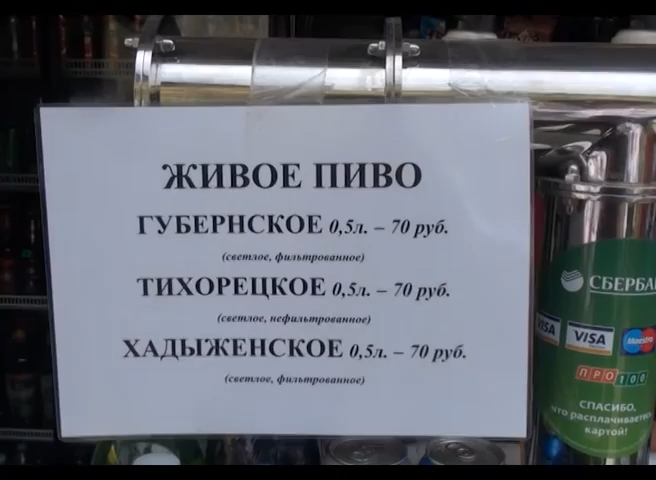 ЖИВОЕ ПИВО
ГУБЕРНСКОЕ 0,5л. – 70 руб.
(светлое, фильтрованное)
ТИХОРЕЦКОЕ 0,5л. – 70 руб.
(светлое, нефильтрованное)
ХАДЫЖЕНСКОЕ 0,5л. – 70 руб.
(светлое, фильтрованное)
СБЕРБА
VISA VISA Maestro
ПРО100
СПАСИБО,
что расплачиваетесь
картой!